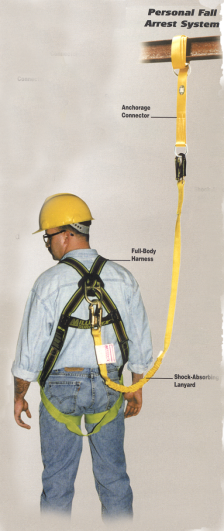 Personal Fall
Arrest System
Anchorage
Connector
Full-Body
Harness
Shock-Absorbing
Lanyard